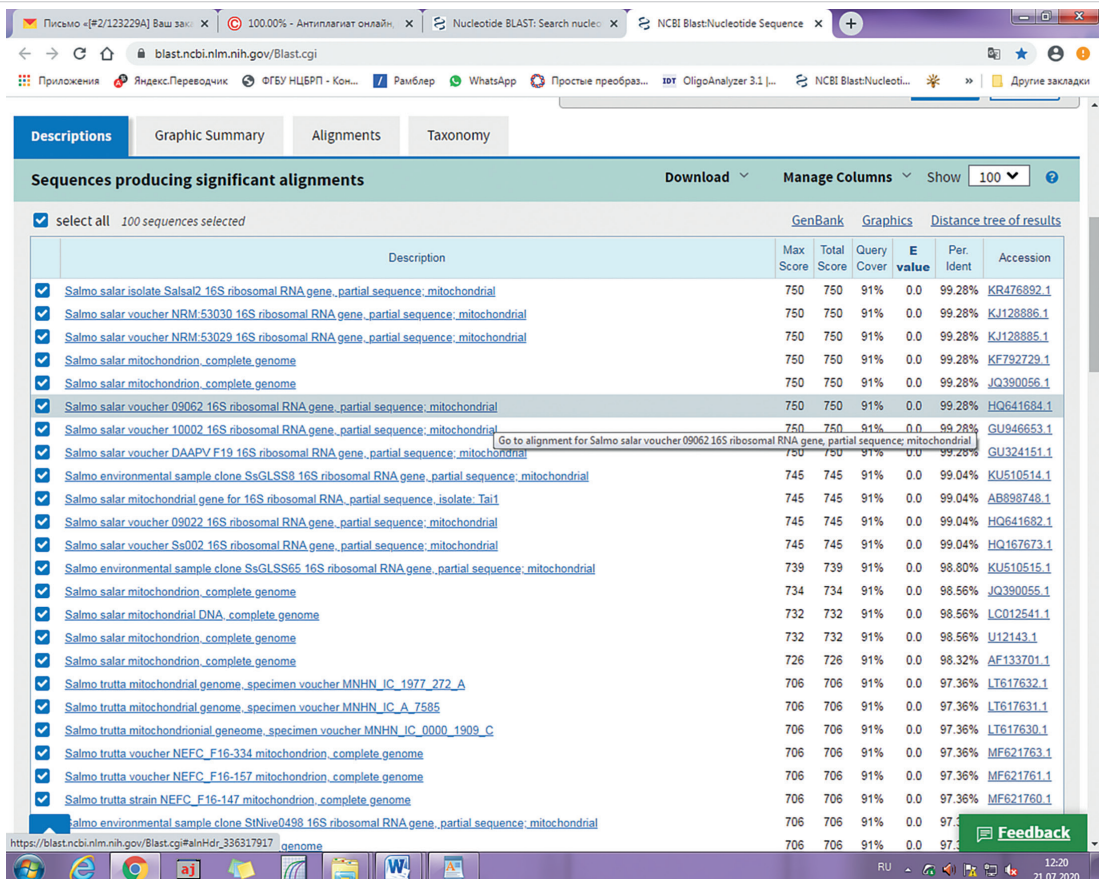 Письмо «[#2/123229A] Ваш зака
100.00% - Антиплагиат онлайн,
Nucleotide BLAST: Search nucleo
NCBI Blast:Nucleotide Sequence
blast.ncbi.nlm.nih.gov/Blast.cgi
Приложения Яндекс.Переводчик ФГБУ НЦБРП - Кон... Рамблер WhatsApp Простые преобраз... IDT OligoAnalyzer 3.1 |... NCBI Blast:Nucleoti... » Другие закладки
Descriptions Graphic Summary Alignments Taxonomy
Sequences producing significant alignments Download Manage Columns Show 100
select all 100 sequences selected GenBank Graphics Distance tree of results
Description Max Score Total Score Query Cover E value Per. Ident Accession
Salmo salar isolate Salsal2 16S ribosomal RNA gene, partial sequence; mitochondrial 750 750 91% 0.0 99.28% KR476892.1
Salmo salar voucher NRM:53030 16S ribosomal RNA gene, partial sequence; mitochondrial 750 750 91% 0.0 99.28% KJ128886.1
Salmo salar voucher NRM:53029 16S ribosomal RNA gene, partial sequence; mitochondrial 750 750 91% 0.0 99.28% KJ128885.1
Salmo salar mitochondrion, complete genome 750 750 91% 0.0 99.28% KF792729.1
Salmo salar mitochondrion, complete genome 750 750 91% 0.0 99.28% JQ390056.1
Salmo salar voucher 09062 16S ribosomal RNA gene, partial sequence; mitochondrial 750 750 91% 0.0 99.28% HQ641684.1
Salmo salar voucher 10002 16S ribosomal RNA gene, partial sequence; mitochondrial 750 750 91% 0.0 99.28% GU946653.1
Go to alignment for Salmo salar voucher 09062 16S ribosomal RNA gene, partial sequence; mitochondrial
Salmo salar voucher DAAPV F19 16S ribosomal RNA gene, partial sequence; mitochondrial 750 750 91% 0.0 99.28% GU324151.1
Salmo environmental sample clone SsGLSS8 16S ribosomal RNA gene, partial sequence; mitochondrial 745 745 91% 0.0 99.04% KU510514.1
Salmo salar mitochondrial gene for 16S ribosomal RNA, partial sequence, isolate: Tai1 745 745 91% 0.0 99.04% AB898748.1
Salmo salar voucher 09022 16S ribosomal RNA gene, partial sequence; mitochondrial 745 745 91% 0.0 99.04% HQ641682.1
Salmo salar voucher Ss002 16S ribosomal RNA gene, partial sequence; mitochondrial 745 745 91% 0.0 99.04% HQ167673.1
Salmo environmental sample clone SsGLSS65 16S ribosomal RNA gene, partial sequence; mitochondrial 739 739 91% 0.0 98.80% KU510515.1
Salmo salar mitochondrion, complete genome 734 734 91% 0.0 98.56% JQ390055.1
Salmo salar mitochondrial DNA, complete genome 732 732 91% 0.0 98.56% LC012541.1
Salmo salar mitochondrion, complete genome 732 732 91% 0.0 98.56% U12143.1
Salmo salar mitochondrion, complete genome 726 726 91% 0.0 98.32% AF133701.1
Salmo trutta mitochondrial genome, specimen voucher MNHN_IC_1977_272_A 706 706 91% 0.0 97.36% LT617632.1
Salmo trutta mitochondrial genome, specimen voucher MNHN_IC_A_7585 706 706 91% 0.0 97.36% LT617631.1
Salmo trutta mitochondrionial geneome, specimen voucher MNHN_IC_0000_1909_C 706 706 91% 0.0 97.36% LT617630.1
Salmo trutta voucher NEFC_F16-334 mitochondrion, complete genome 706 706 91% 0.0 97.36% MF621763.1
Salmo trutta voucher NEFC_F16-157 mitochondrion, complete genome 706 706 91% 0.0 97.36% MF621761.1
Salmo trutta strain NEFC_F16-147 mitochondrion, complete genome 706 706 91% 0.0 97.36% MF621760.1
Salmo environmental sample clone StNive0498 16S ribosomal RNA gene, partial sequence; mitochondrial 706 706 91% 0.0 97.
genome 706 706 91% 0.0 97.
Feedback
https://blast.ncbi.nlm.nih.gov/Blast.cgi#alnHdr_336317917
aj W RU 12:20
21.07.2020